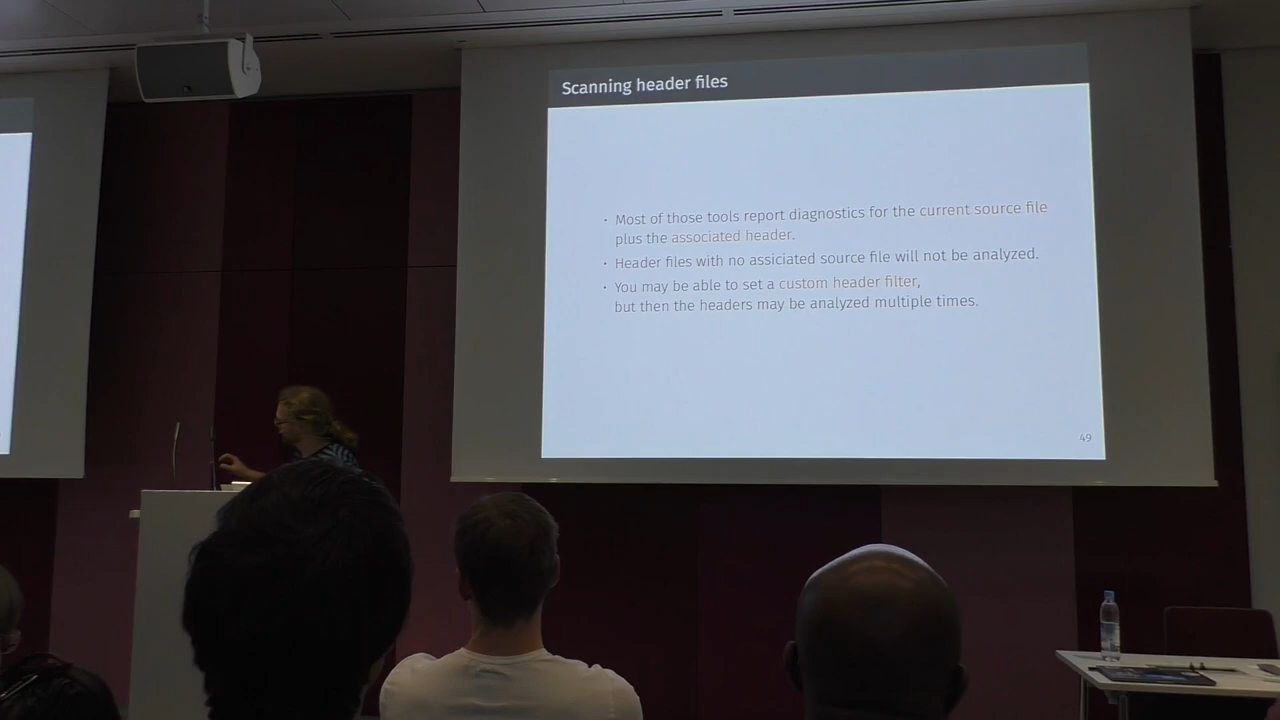 Scanning header files
· Most of those tools report diagnostics for the current source file
plus the associated header.
· Header files with no assiciated source file will not be analyzed.
· You may be able to set a custom header filter,
but then the headers may be analyzed multiple times.
49